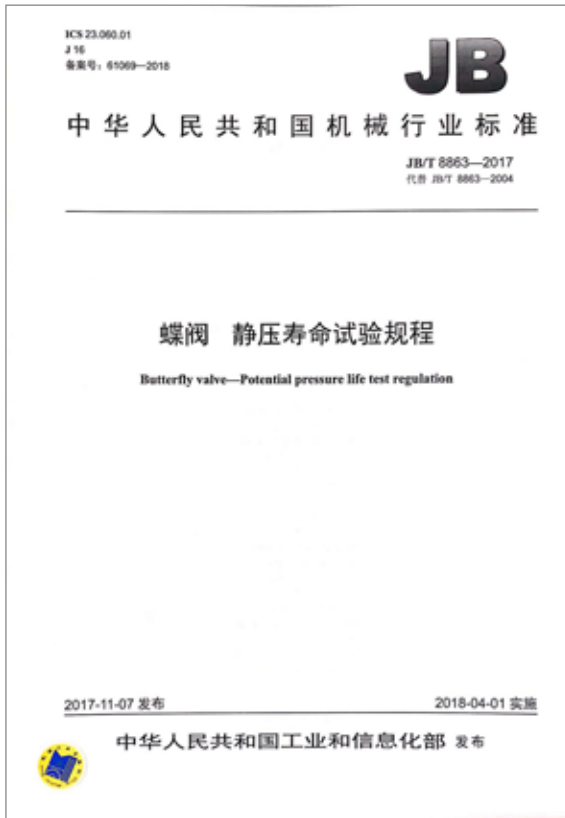 ICS 23.060.01
J 16
备案号：61069—2018
JB
中华人民共和国机械行业标准
JB/T 8863—2017
代替 JB/T 8863—2004
蝶阀 静压寿命试验规程
Butterfly valve—Potential pressure life test regulation
2017-11-07 发布
2018-04-01 实施
中华人民共和国工业和信息化部 发布